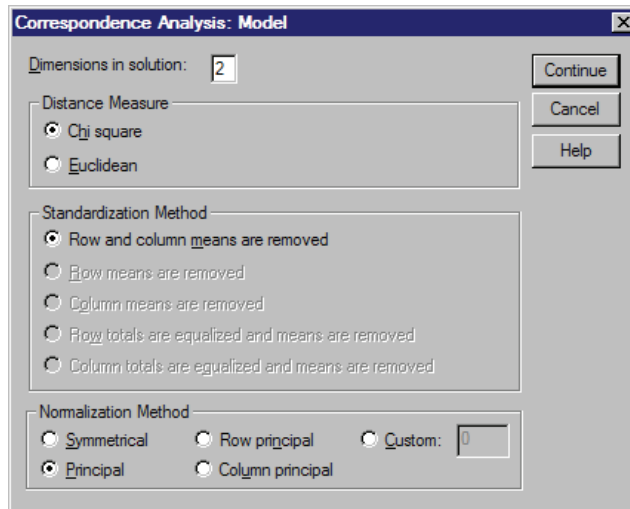 Correspondence Analysis: Model
Dimensions in solution: 2
Continue
Cancel
Help
Distance Measure
Chi square
Euclidean
Standardization Method
Row and column means are removed
Row means are removed
Column means are removed
Row totals are equalized and means are removed
Column totals are equalized and means are removed
Normalization Method
Symmetrical Row principal Custom: 0
Principal Column principal